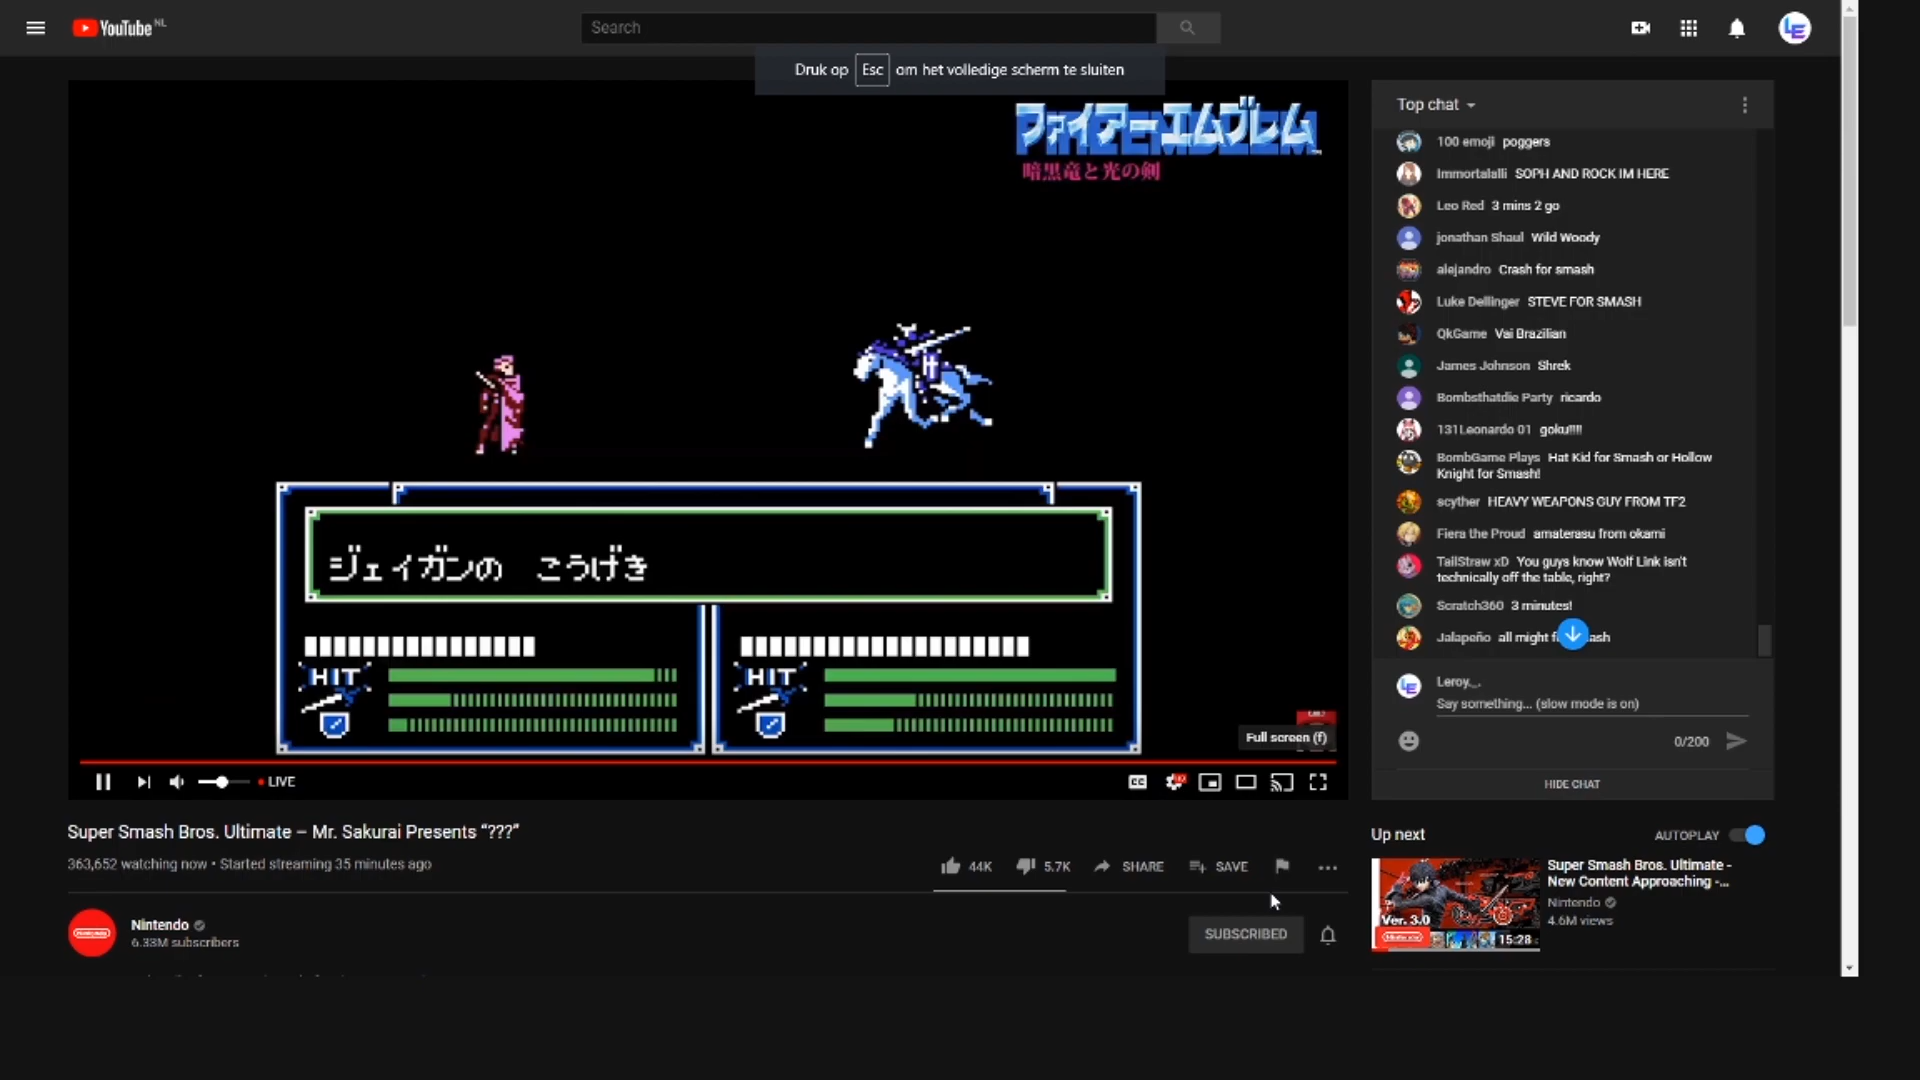 YouTube NL
Search
Druk op Esc om het volledige scherm te sluiten
ファイアーエムブレム
FIRE EMBLEM
暗黒竜と光の剣
ジェイガンの こうげき
HIT
HIT
Full screen (f)
LIVE
CC
HD
Super Smash Bros. Ultimate – Mr. Sakurai Presents “???”
363,652 watching now • Started streaming 35 minutes ago
44K
5.7K
SHARE
SAVE
Nintendo
6.33M subscribers
SUBSCRIBED
Top chat
100 emoji poggers
Immortalalli SOPH AND ROCK IM HERE
Leo Red 3 mins 2 go
jonathan Shaul Wild Woody
alejandro Crash for smash
Luke Dellinger STEVE FOR SMASH
QkGame Vai Brazilian
James Johnson Shrek
Bombsthatdie Party ricardo
131Leonardo 01 goku!!!!
BombGame Plays Hat Kid for Smash or Hollow
Knight for Smash!
scyther HEAVY WEAPONS GUY FROM TF2
Fiera the Proud amaterasu from okami
TailStraw xD You guys know Wolf Link isn't
technically off the table, right?
Scratch360 3 minutes!
Jalapeño all might
Leroy._.
Say something... (slow mode is on)
0/200
HIDE CHAT
Up next
AUTOPLAY
Super Smash Bros. Ultimate -
New Content Approaching -...
Nintendo
4.6M views
Ver. 3.0
Nintendo
15:28